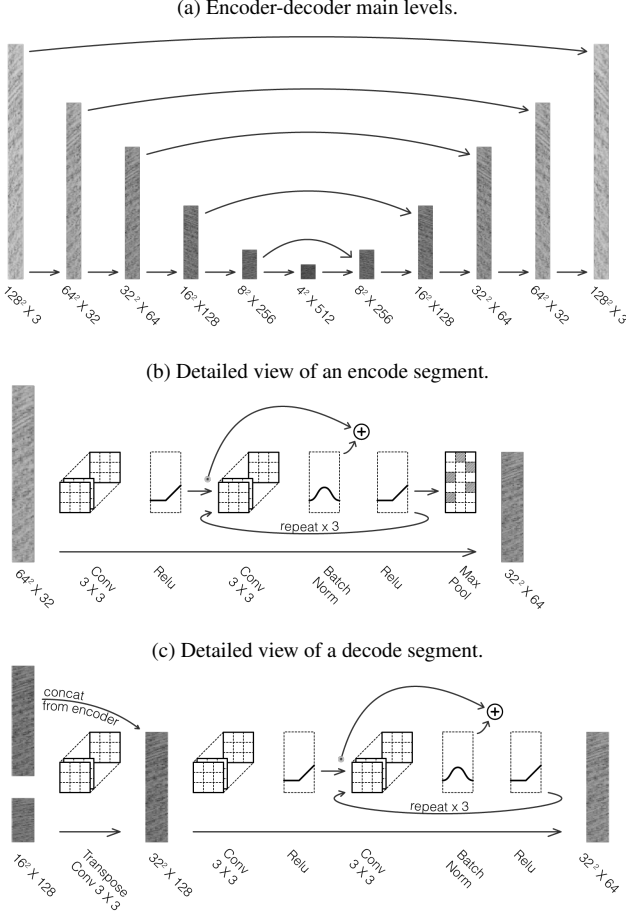 (a) Encoder-decoder main levels.
128² X 3
64² X 32
32² X 64
16² X128
8² X 256
4² X 512
8² X 256
16² X128
32² X 64
64² X 32
128² X 3
(b) Detailed view of an encode segment.
repeat x 3
64² X 32
Conv
3 X 3
Relu
Conv
3 X 3
Batch
Norm
Relu
Max
Pool
32² X 64
(c) Detailed view of a decode segment.
concat
from encoder
repeat x 3
16² X 128
Transpose
Conv 3 X 3
32² X 128
Conv
3 X 3
Relu
Conv
3 X 3
Batch
Norm
Relu
32² X 64